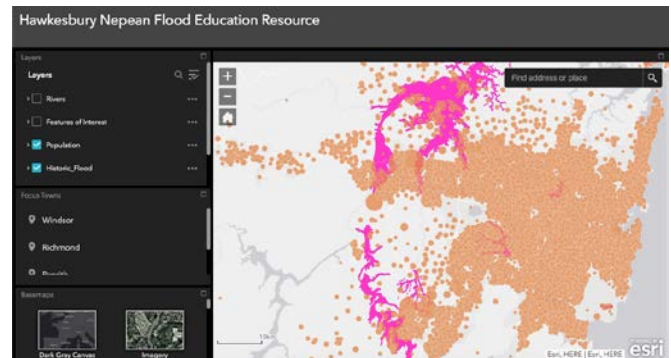 Hawkesbury Nepean Flood Education Resource
Layers
Layers
Rivers
Features of Interest
Population
Historic_Flood
Focus Towns
Windsor
Richmond
Basemaps
Dark Gray Canvas
Imagery
+
−
Find address or place
Esri, HERE | Esri, HERE
esri